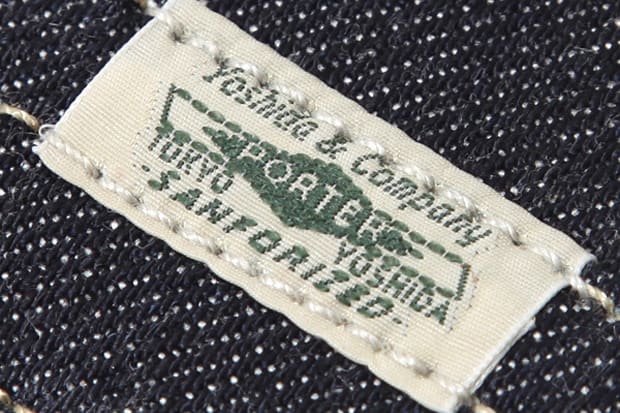 Yoshida & Company
PORTER
TOKYO YOSHIDA
SANFORIZED